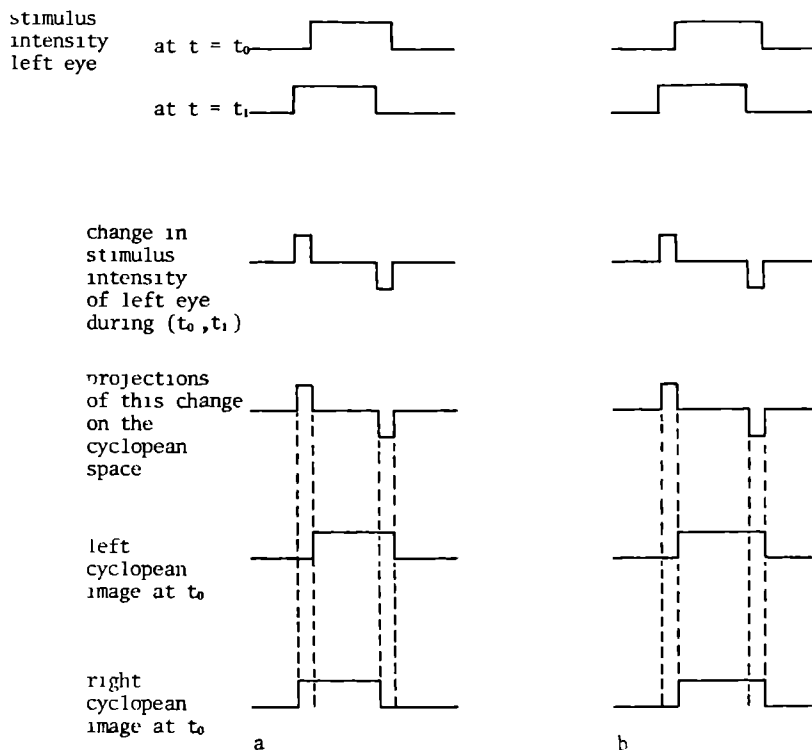 stimulus
intensity
left eye
at t = t₀
at t = t₁
change in
stimulus
intensity
of left eye
during (t₀ ,t₁ )
projections
of this change
on the
cyclopean
space
left
cyclopean
image at t₀
right
cyclopean
image at t₀
a
b